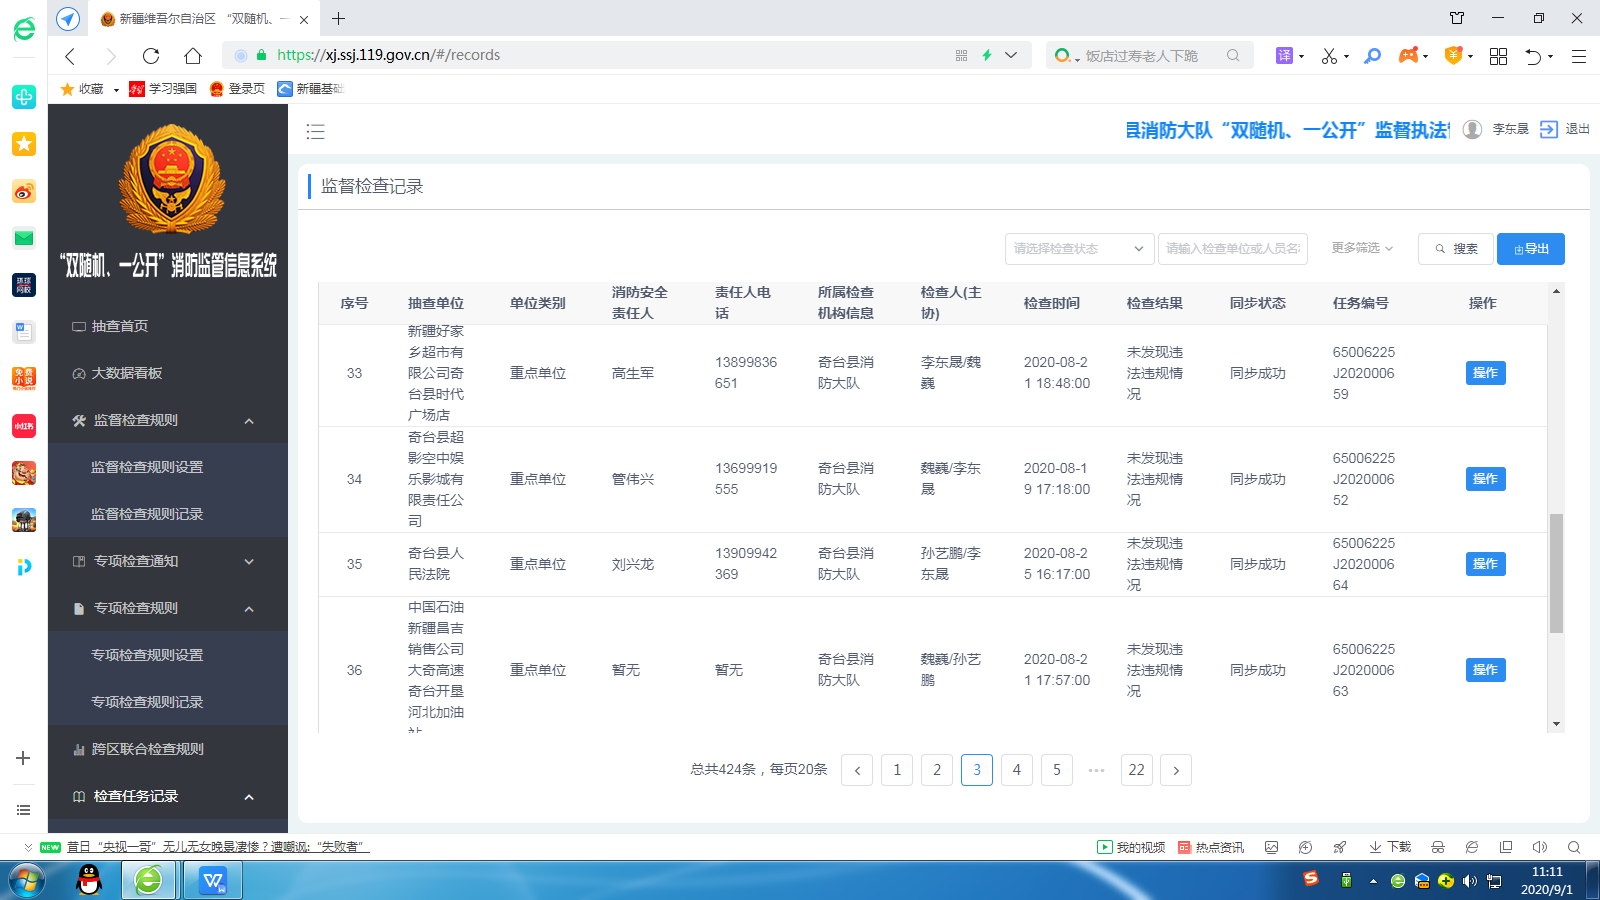 新疆维吾尔自治区 “双随机、一
https://xj.ssj.119.gov.cn/#/records
饭店过寿老人下跪
译
收藏
学习强国
登录页
新疆基础
县消防大队“双随机、一公开”监督执法
李东晟
退出
“双随机、一公开”消防监管信息系统
抽查首页
大数据看板
监督检查规则
监督检查规则设置
监督检查规则记录
专项检查通知
专项检查规则
专项检查规则设置
专项检查规则记录
跨区联合检查规则
检查任务记录
环球网校
免费小说
小红书
监督检查记录
请选择检查状态
请输入检查单位或人员名称
更多筛选
搜索
导出
序号 抽查单位 单位类别 消防安全责任人 责任人电话 所属检查机构信息 检查人(主协) 检查时间 检查结果 同步状态 任务编号 操作
33 新疆好家乡超市有限公司奇台县时代广场店 重点单位 高生军 13899836651 奇台县消防大队 李东晟/魏巍 2020-08-21 18:48:00 未发现违法违规情况 同步成功 65006225J202000659 操作
34 奇台县超影空中娱乐影城有限责任公司 重点单位 管伟兴 13699919555 奇台县消防大队 魏巍/李东晟 2020-08-19 17:18:00 未发现违法违规情况 同步成功 65006225J202000652 操作
35 奇台县人民法院 重点单位 刘兴龙 13909942369 奇台县消防大队 孙艺鹏/李东晟 2020-08-25 16:17:00 未发现违法违规情况 同步成功 65006225J202000664 操作
36 中国石油新疆昌吉销售公司大奇高速奇台开垦河北加油站 重点单位 暂无 暂无 奇台县消防大队 魏巍/孙艺鹏 2020-08-21 17:57:00 未发现违法违规情况 同步成功 65006225J202000663 操作
总共424条，每页20条
1 2 3 4 5 ••• 22
NEW 昔日“央视一哥”无儿无女晚景凄惨？遭嘲讽:“失败者”
我的视频
热点资讯
下载
11:11
2020/9/1